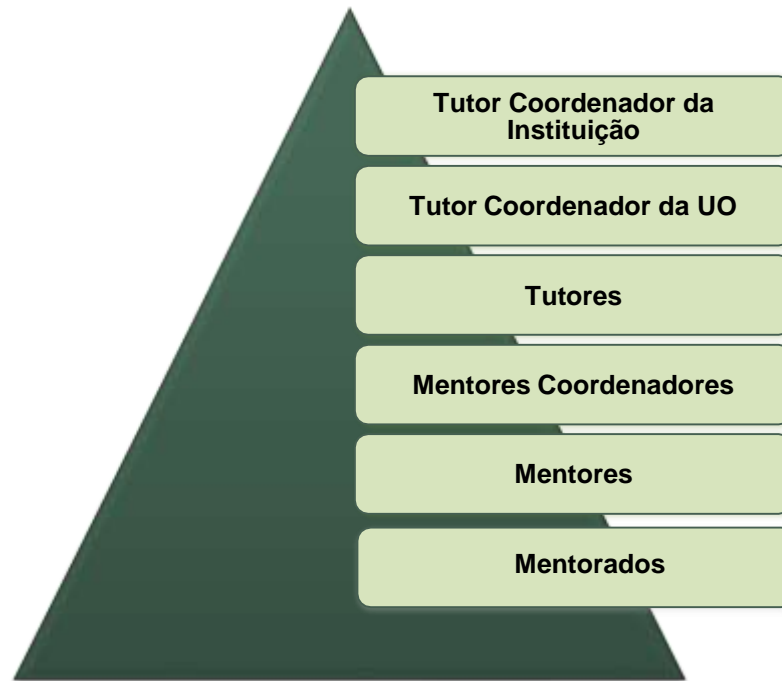 Tutor Coordenador da
Instituição
Tutor Coordenador da UO
Tutores
Mentores Coordenadores
Mentores
Mentorados